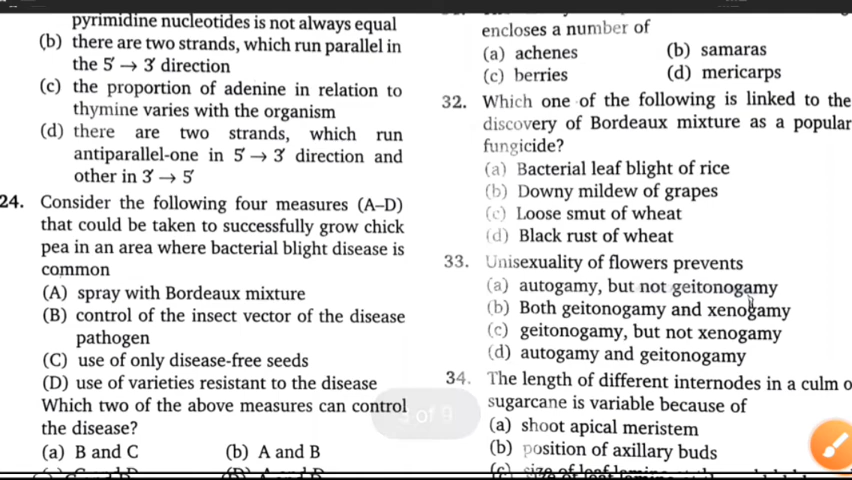 pyrimidine nucleotides is not always equal
(b) there are two strands, which run parallel in
the 5' → 3' direction
(c) the proportion of adenine in relation to
thymine varies with the organism
(d) there are two strands, which run
antiparallel-one in 5' → 3' direction and
other in 3' → 5'
24. Consider the following four measures (A–D)
that could be taken to successfully grow chick
pea in an area where bacterial blight disease is
common
(A) spray with Bordeaux mixture
(B) control of the insect vector of the disease
pathogen
(C) use of only disease-free seeds
(D) use of varieties resistant to the disease
Which two of the above measures can control
the disease?
(a) B and C (b) A and B
encloses a number of
(a) achenes (b) samaras
(c) berries (d) mericarps
32. Which one of the following is linked to the
discovery of Bordeaux mixture as a popular
fungicide?
(a) Bacterial leaf blight of rice
(b) Downy mildew of grapes
(c) Loose smut of wheat
(d) Black rust of wheat
33. Unisexuality of flowers prevents
(a) autogamy, but not geitonogamy
(b) Both geitonogamy and xenogamy
(c) geitonogamy, but not xenogamy
(d) autogamy and geitonogamy
34. The length of different internodes in a culm o
sugarcane is variable because of
(a) shoot apical meristem
(b) position of axillary buds
of 9